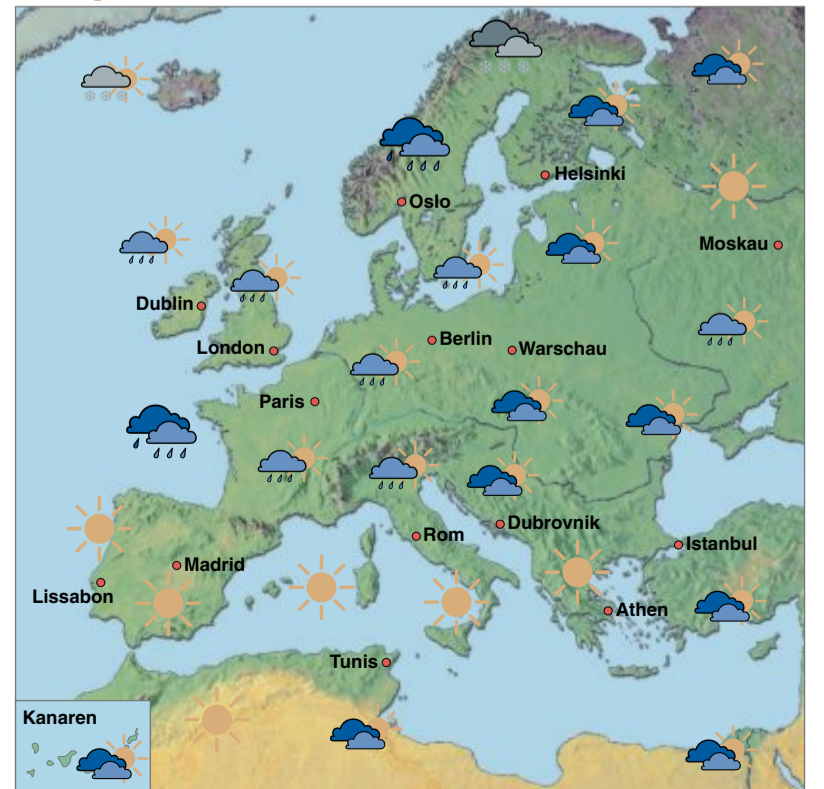 Helsinki
Oslo
Moskau
Dublin
Berlin
London
Warschau
Paris
Dubrovnik
Rom
Istanbul
Madrid
Lissabon
Athen
Tunis
Kanaren